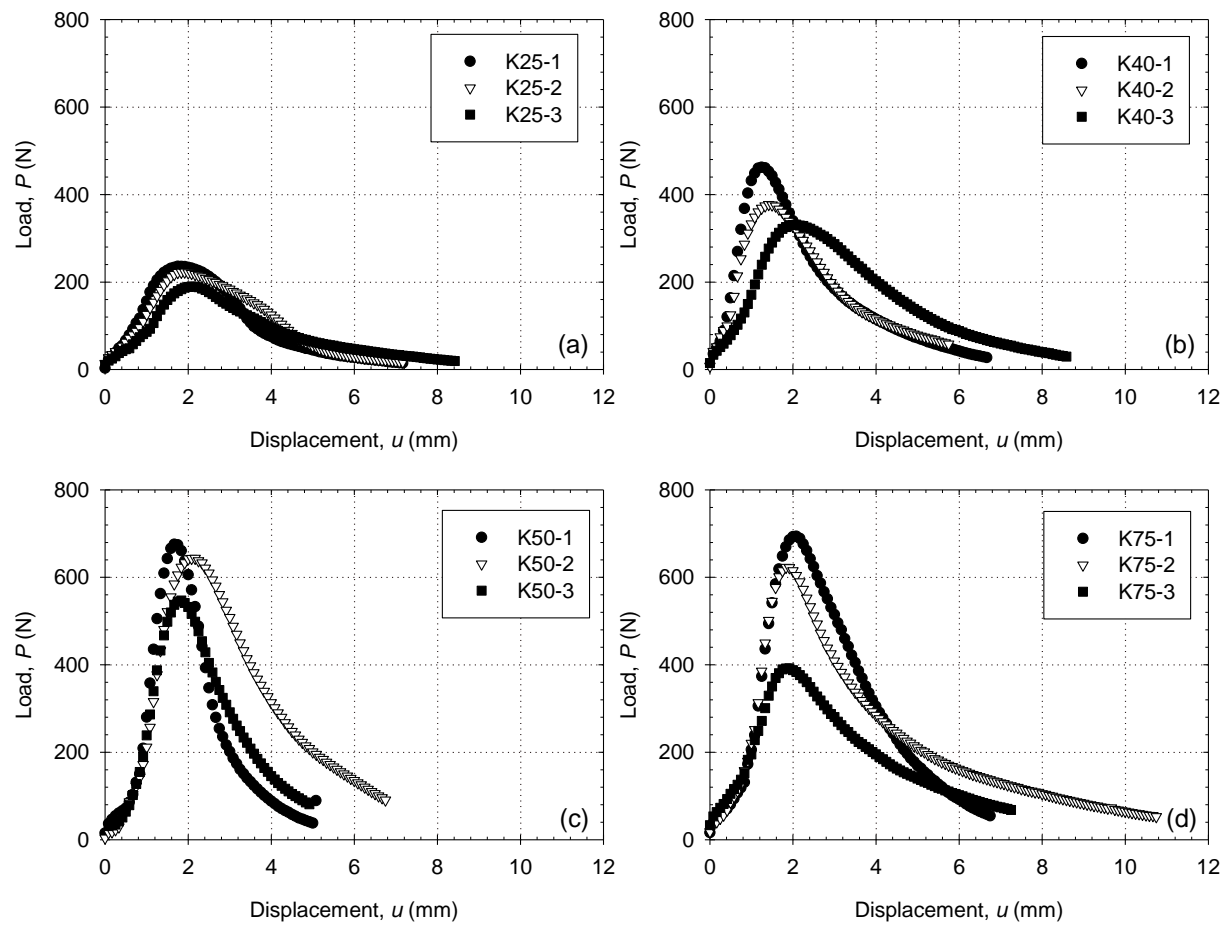 800
600
400
200
0
Load, P (N)
K25-1
K25-2
K25-3
(a)
0 2 4 6 8 10 12
Displacement, u (mm)
800
600
400
200
0
Load, P (N)
K40-1
K40-2
K40-3
(b)
0 2 4 6 8 10 12
Displacement, u (mm)
800
600
400
200
0
Load, P (N)
K50-1
K50-2
K50-3
(c)
0 2 4 6 8 10 12
Displacement, u (mm)
800
600
400
200
0
Load, P (N)
K75-1
K75-2
K75-3
(d)
0 2 4 6 8 10 12
Displacement, u (mm)